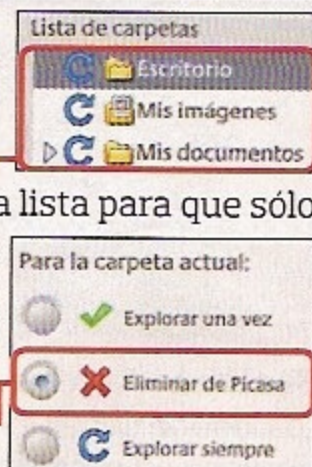 Lista de carpetas
Escritorio
Mis imágenes
Mis documentos
a lista para que sólo
Para la carpeta actual:
Explorar una vez
Eliminar de Picasa
Explorar siempre